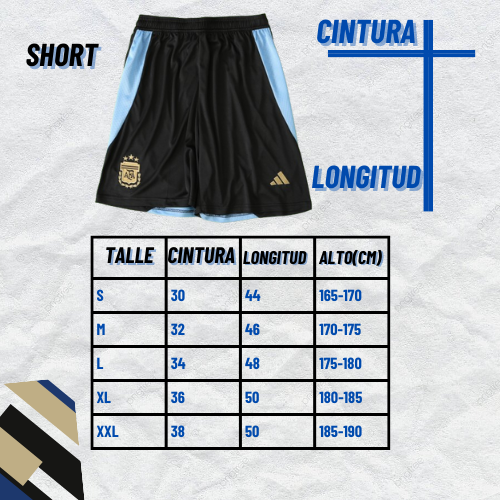 SHORT
CINTURA
LONGITUD
TALLE CINTURA LONGITUD ALTO(CM)
S 30 44 165-170
M 32 46 170-175
L 34 48 175-180
XL 36 50 180-185
XXL 38 50 185-190